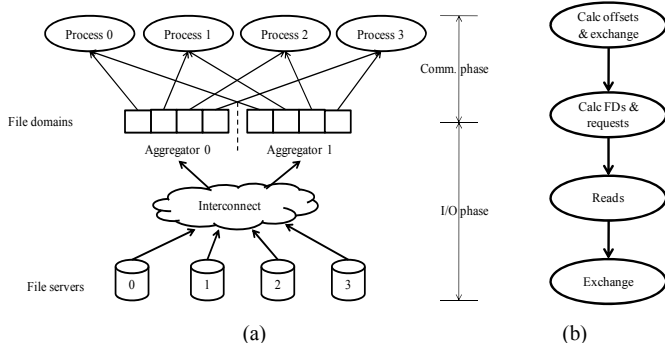 Process 0
Process 1
Process 2
Process 3
Comm. phase
File domains
Aggregator 0
Aggregator 1
Interconnect
I/O phase
File servers
0
1
2
3
(a)
Calc offsets
& exchange
Calc FDs &
requests
Reads
Exchange
(b)